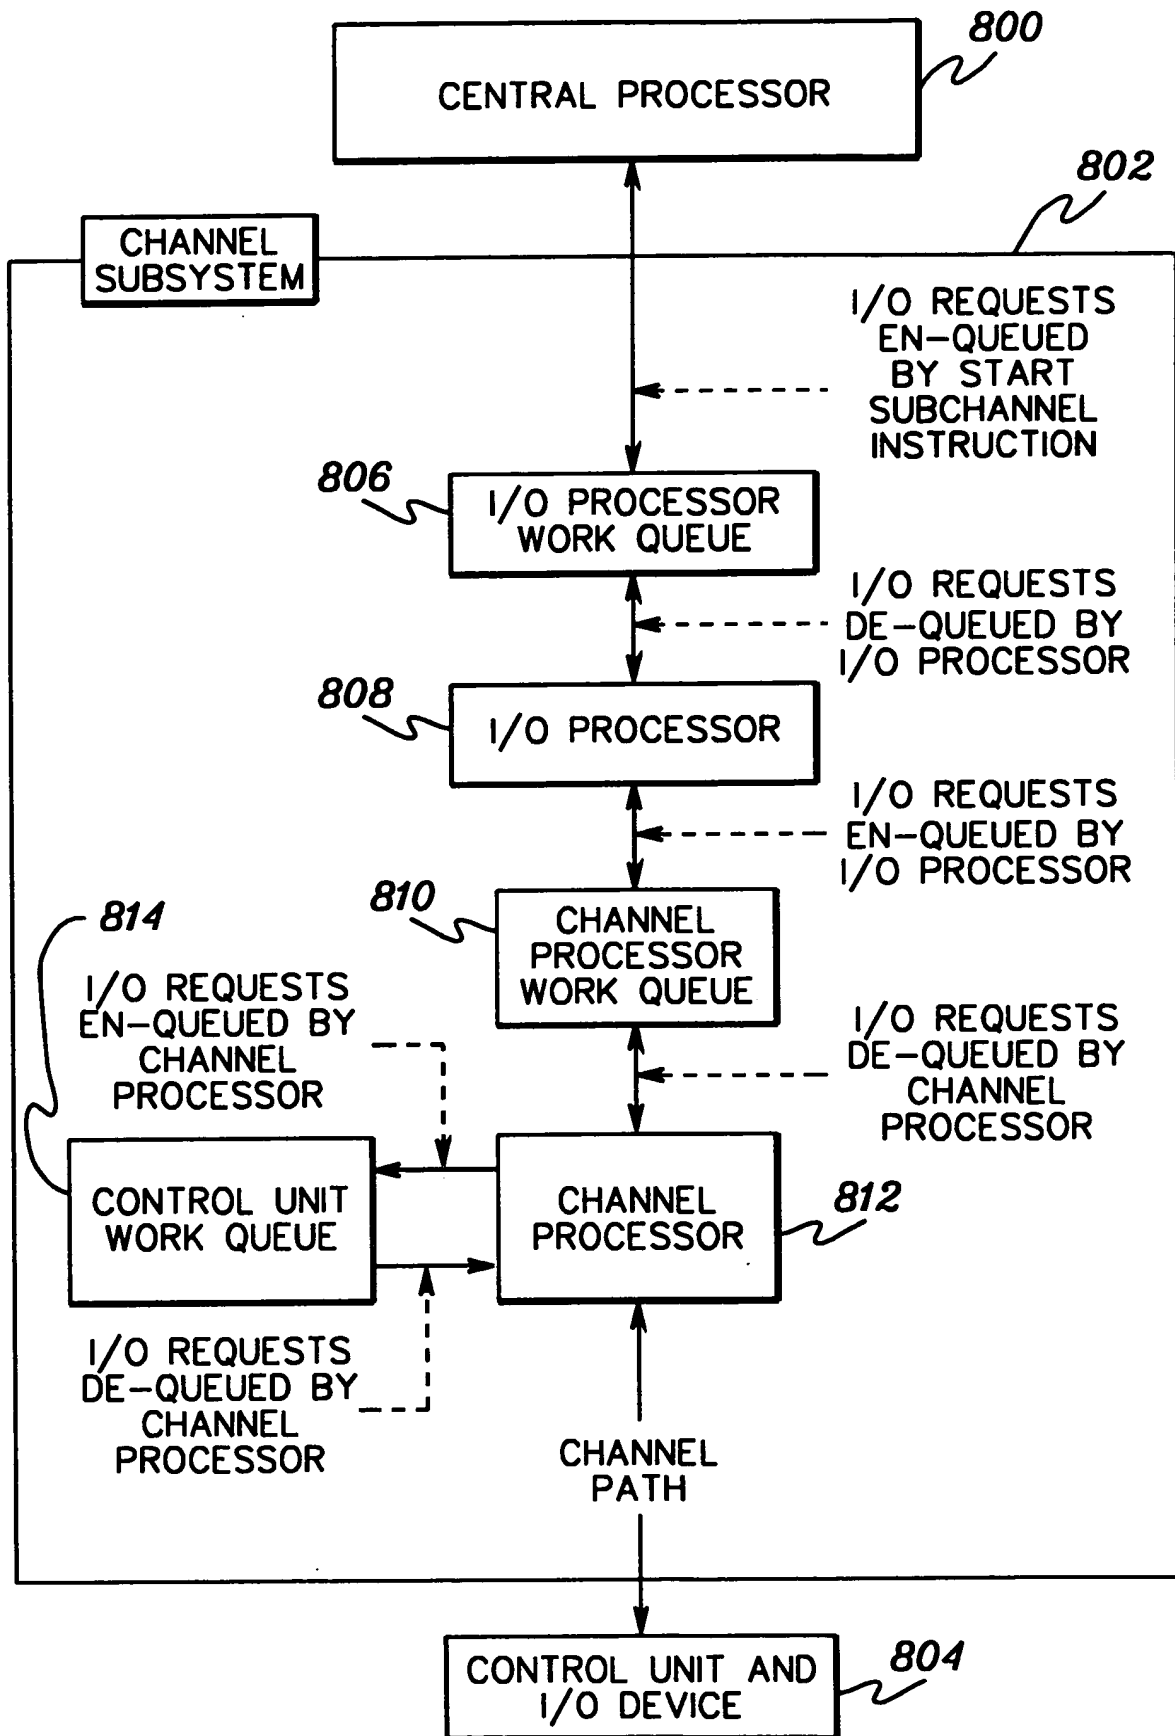 800
CENTRAL PROCESSOR
802
CHANNEL
SUBSYSTEM
I/O REQUESTS
EN-QUEUED
BY START
SUBCHANNEL
INSTRUCTION
806
I/O PROCESSOR
WORK QUEUE
I/O REQUESTS
DE-QUEUED BY
I/O PROCESSOR
808
I/O PROCESSOR
I/O REQUESTS
EN-QUEUED BY
I/O PROCESSOR
810
CHANNEL
PROCESSOR
WORK QUEUE
814
I/O REQUESTS
EN-QUEUED BY
CHANNEL
PROCESSOR
I/O REQUESTS
DE-QUEUED BY
CHANNEL
PROCESSOR
CONTROL UNIT
WORK QUEUE
CHANNEL
PROCESSOR
812
I/O REQUESTS
DE-QUEUED BY
CHANNEL
PROCESSOR
CHANNEL
PATH
CONTROL UNIT AND
I/O DEVICE
804